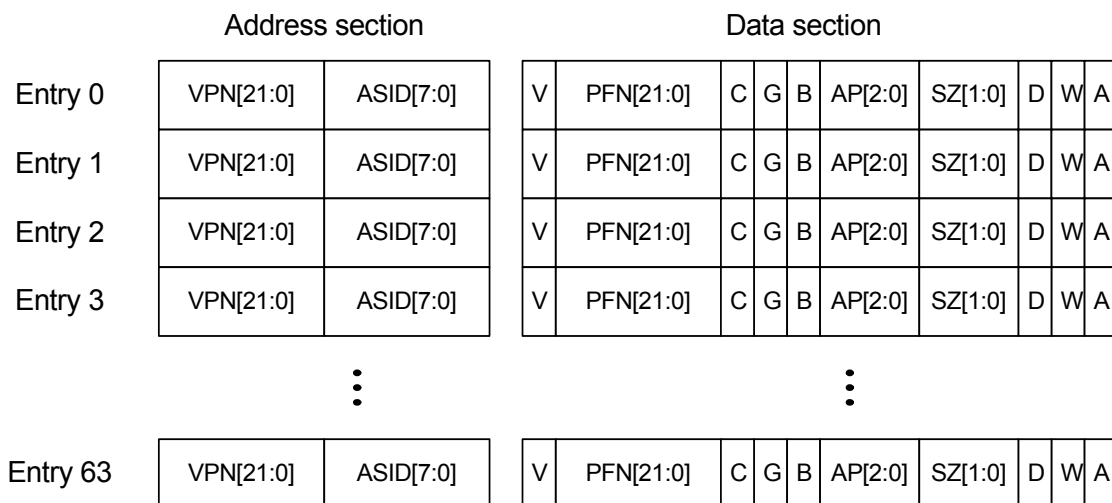 Address section Data section
Entry 0 VPN[21:0] ASID[7:0] V PFN[21:0] C G B AP[2:0] SZ[1:0] D W A
Entry 1 VPN[21:0] ASID[7:0] V PFN[21:0] C G B AP[2:0] SZ[1:0] D W A
Entry 2 VPN[21:0] ASID[7:0] V PFN[21:0] C G B AP[2:0] SZ[1:0] D W A
Entry 3 VPN[21:0] ASID[7:0] V PFN[21:0] C G B AP[2:0] SZ[1:0] D W A
Entry 63 VPN[21:0] ASID[7:0] V PFN[21:0] C G B AP[2:0] SZ[1:0] D W A